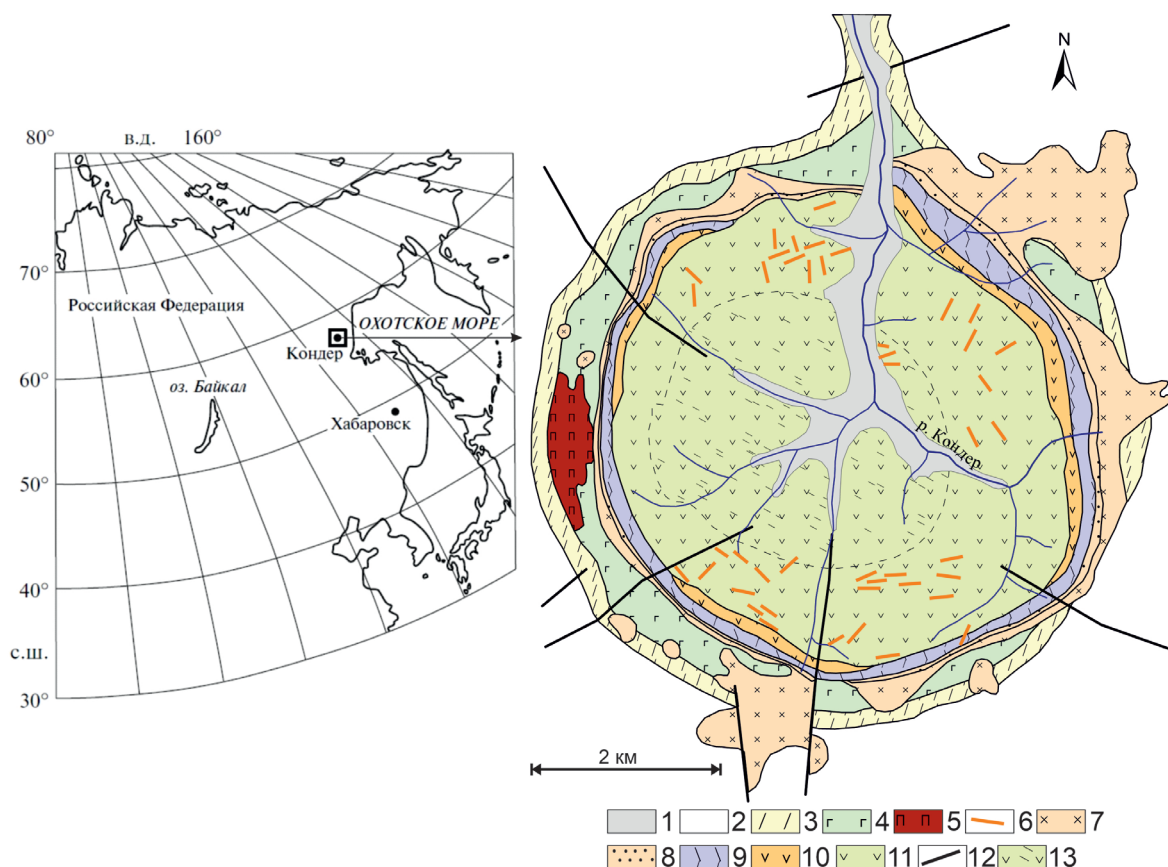 80° в.д. 160°
70°
Российская Федерация
ОХОТСКОЕ МОРЕ
Кондер
60°
оз. Байкал
Хабаровск
50°
40°
с.ш.
30°
N
р. Кондер
2 км
1 2 3 4 5 6 7
8 9 10 11 12 13